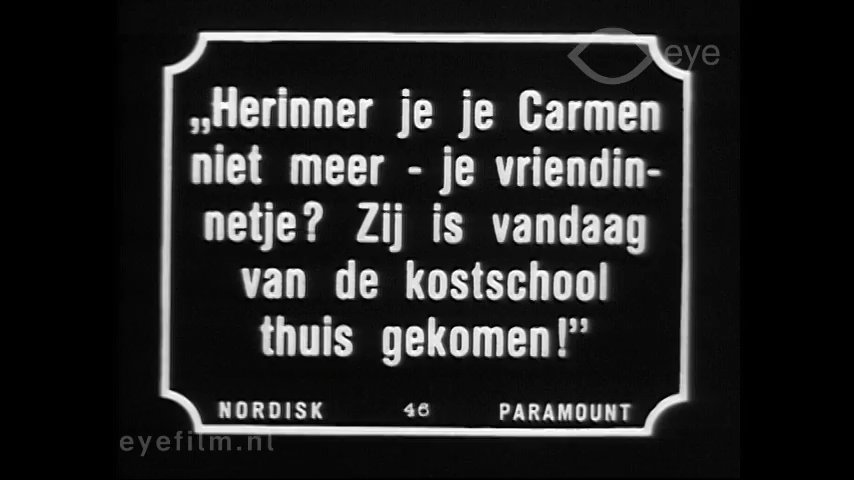 eye
„Herinner je je Carmen
niet meer - je vriendin-
netje? Zij is vandaag
van de kostschool
thuis gekomen!”
NORDISK 46 PARAMOUNT
eyefilm.nl